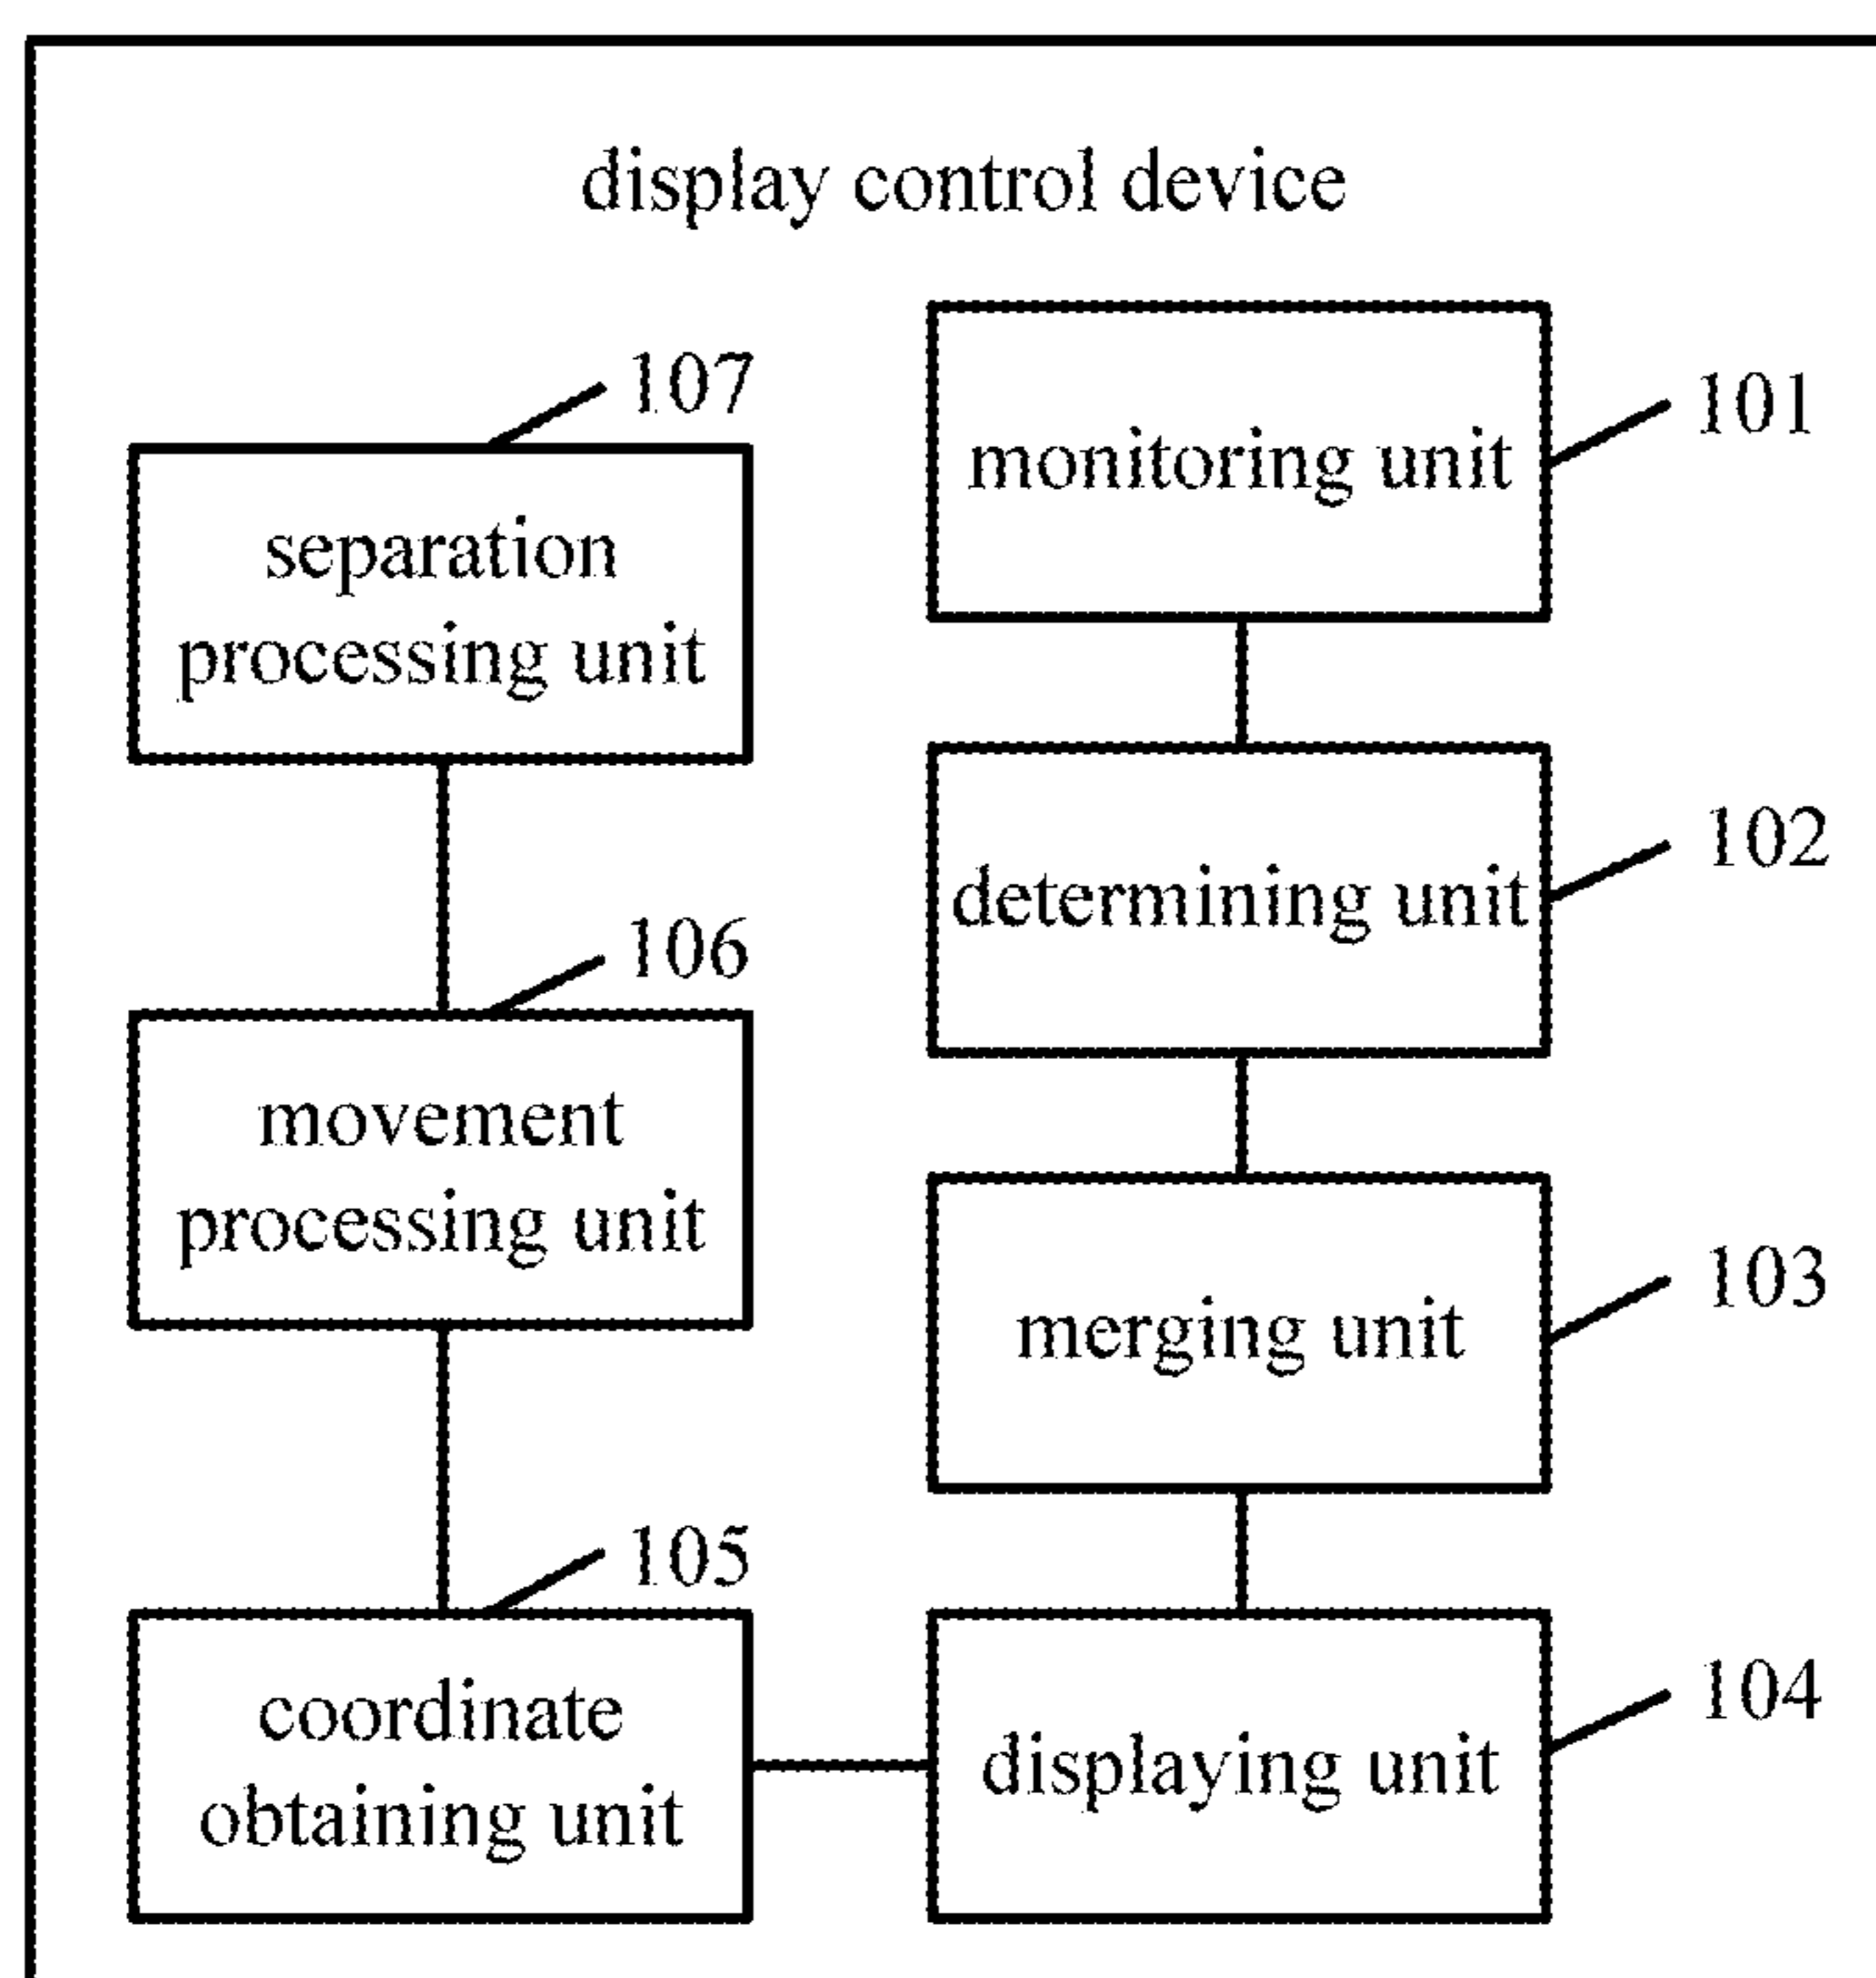 display control device
107
separation
processing unit
106
movement
processing unit
105
coordinate
obtaining unit
monitoring unit
101
determining unit
102
merging unit
103
displaying unit
104